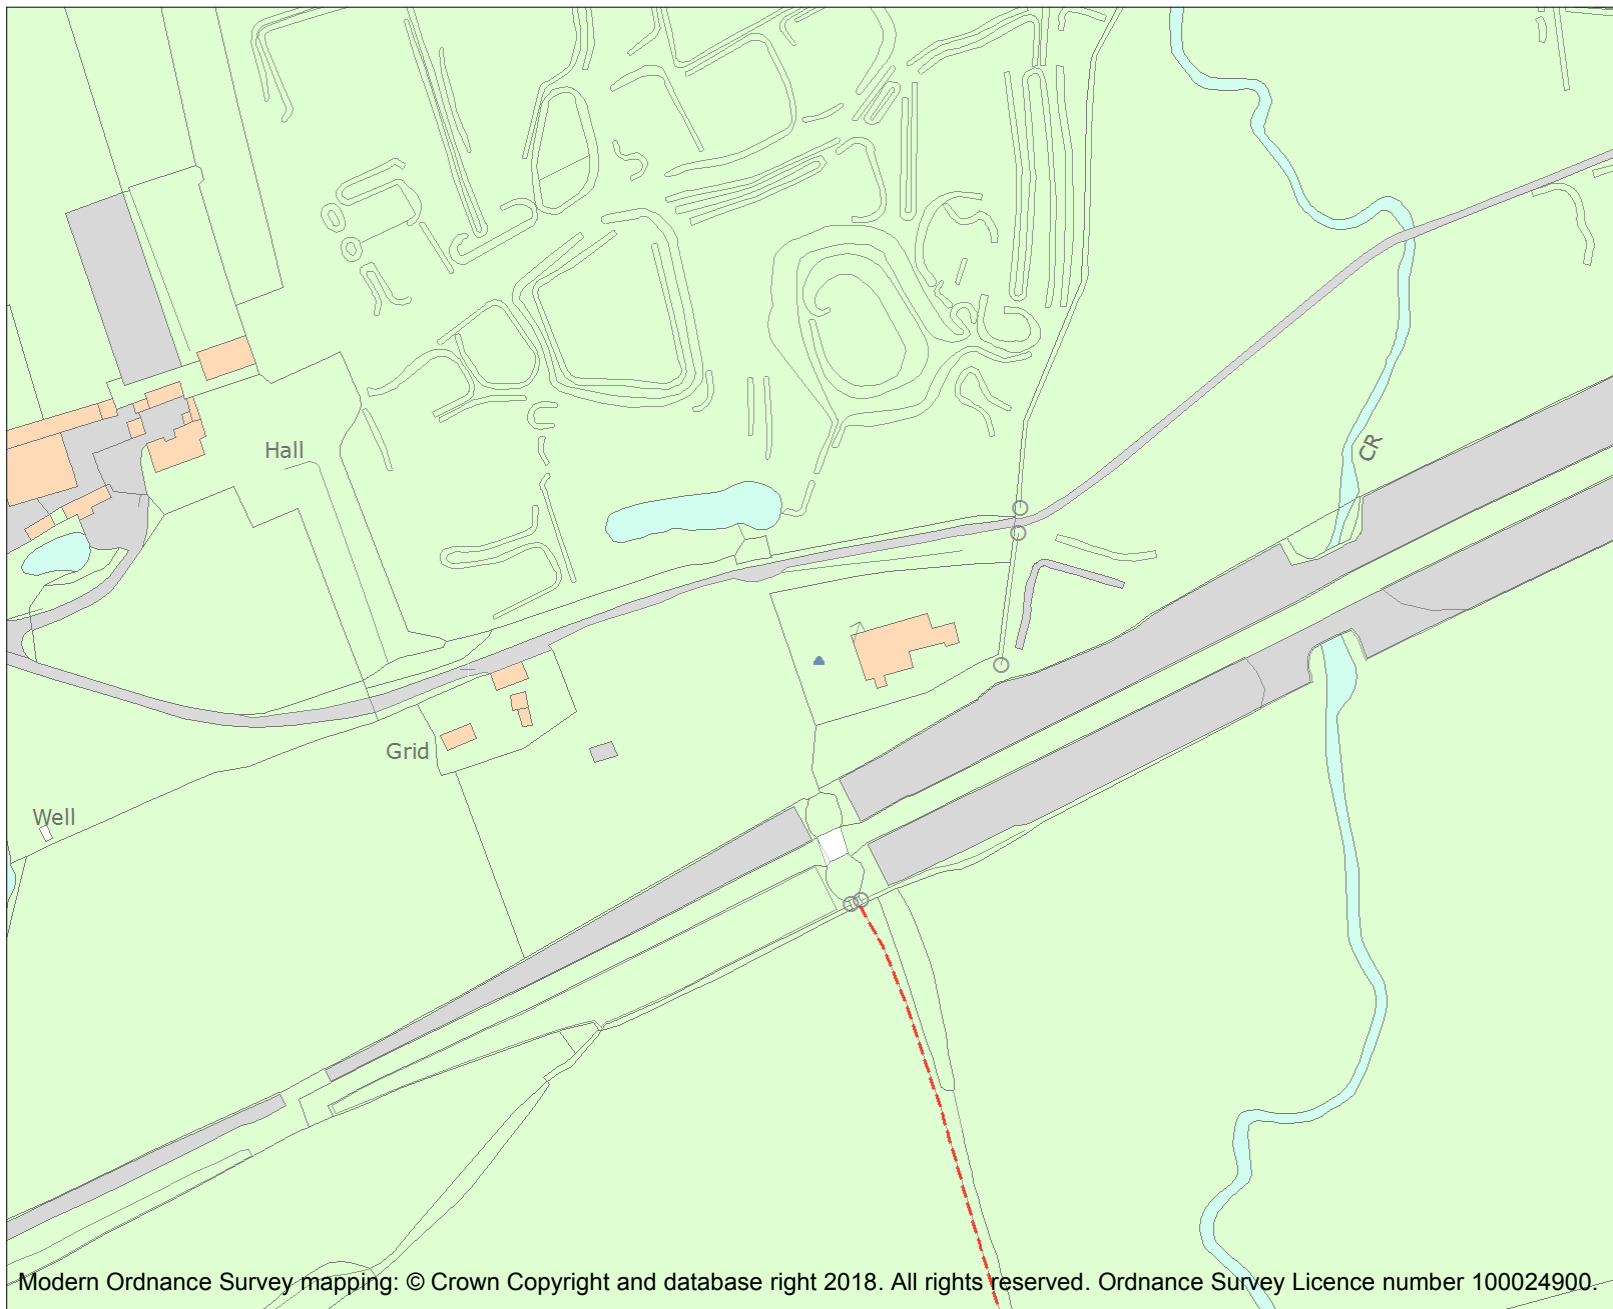 CR
Hall
Grid
Well
Modern Ordnance Survey mapping: © Crown Copyright and database right 2018. All rights reserved. Ordnance Survey Licence number 100024900.